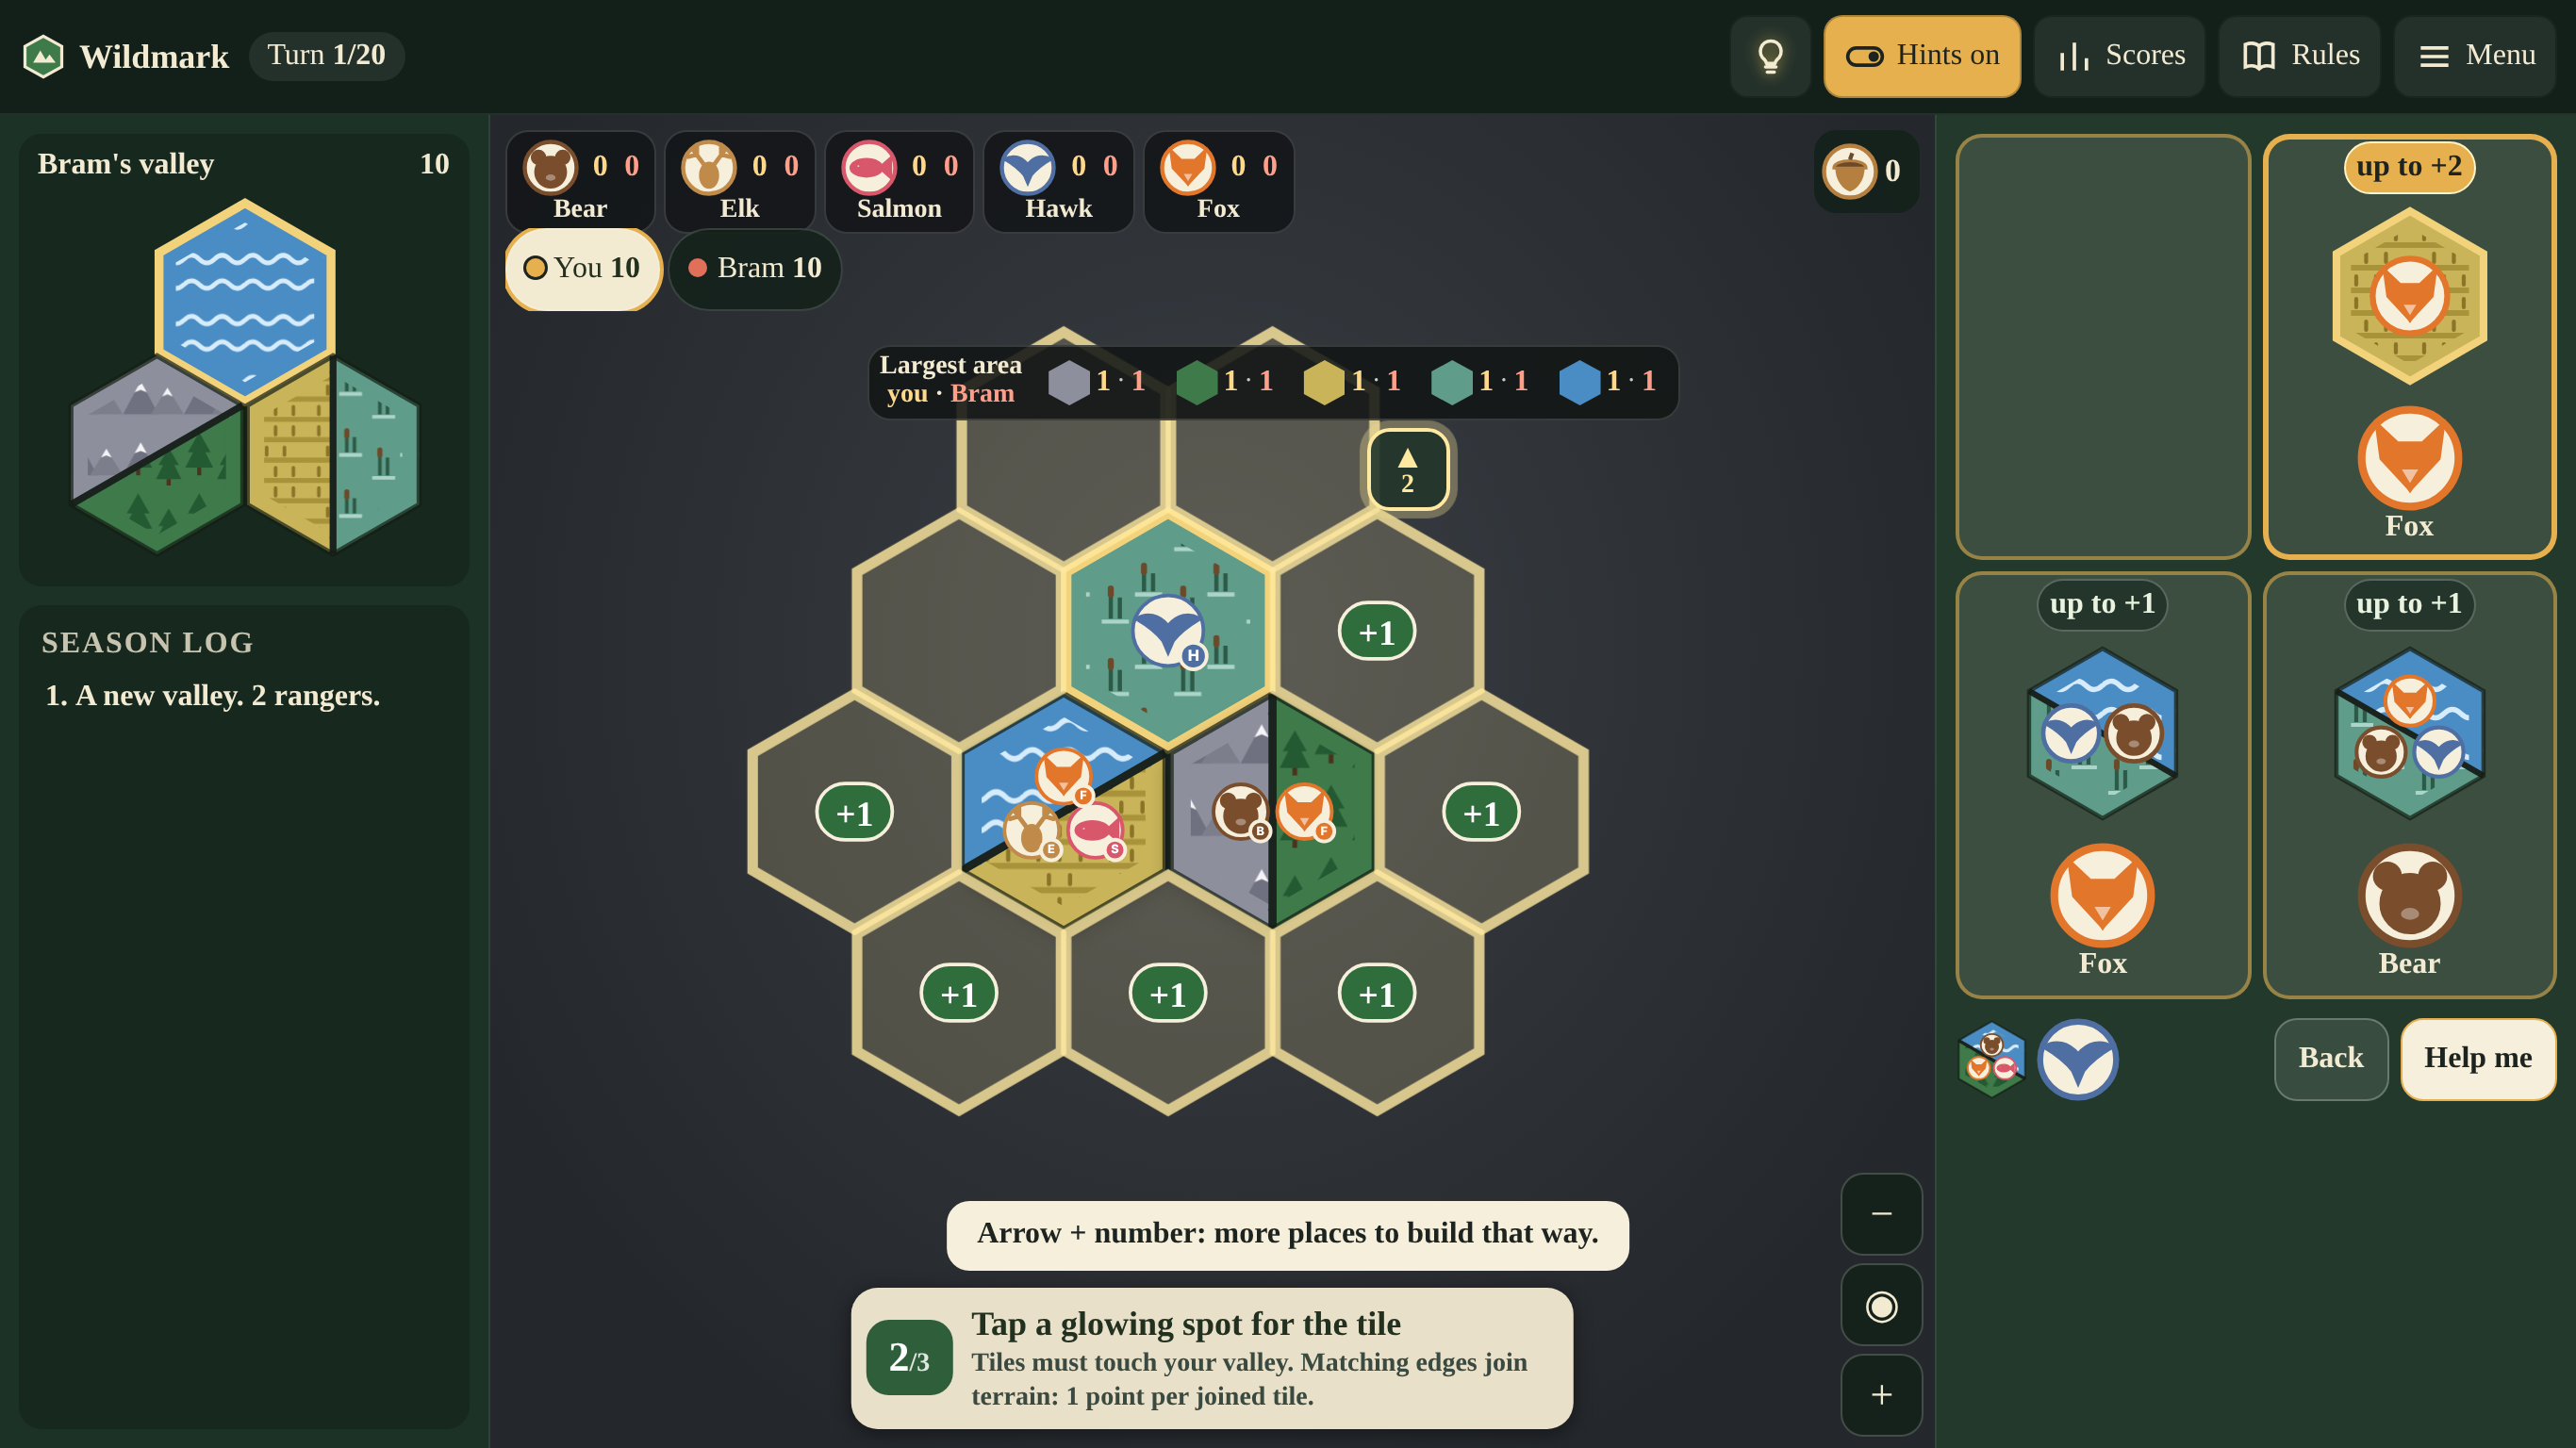 Wildmark
Turn 1/20
Hints on
Scores
Rules
Menu
Bram's valley 10
SEASON LOG
1. A new valley. 2 rangers.
0 0
Bear
0 0
Elk
0 0
Salmon
0 0
Hawk
0 0
Fox
0
You 10
Bram 10
Largest area
you · Bram
1 · 1
1 · 1
1 · 1
1 · 1
1 · 1
▲
2
H
+1
+1
F
E
S
B
F
+1
+1
+1
+1
Arrow + number: more places to build that way.
2/3
Tap a glowing spot for the tile
Tiles must touch your valley. Matching edges join
terrain: 1 point per joined tile.
−
+
up to +2
Fox
up to +1
Fox
up to +1
Bear
Back
Help me